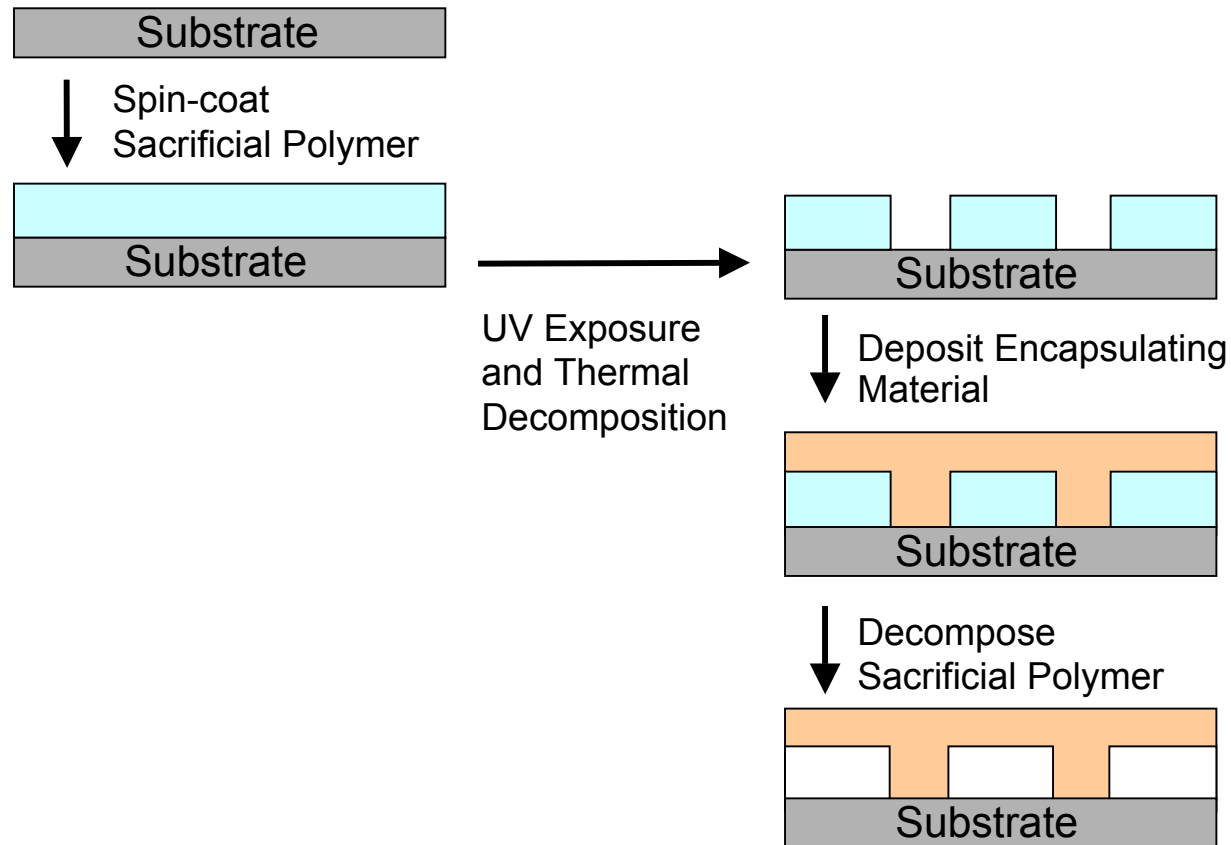 Substrate
Spin-coat
Sacrificial Polymer
Substrate
UV Exposure
and Thermal
Decomposition
Substrate
Deposit Encapsulating
Material
Substrate
Decompose
Sacrificial Polymer
Substrate